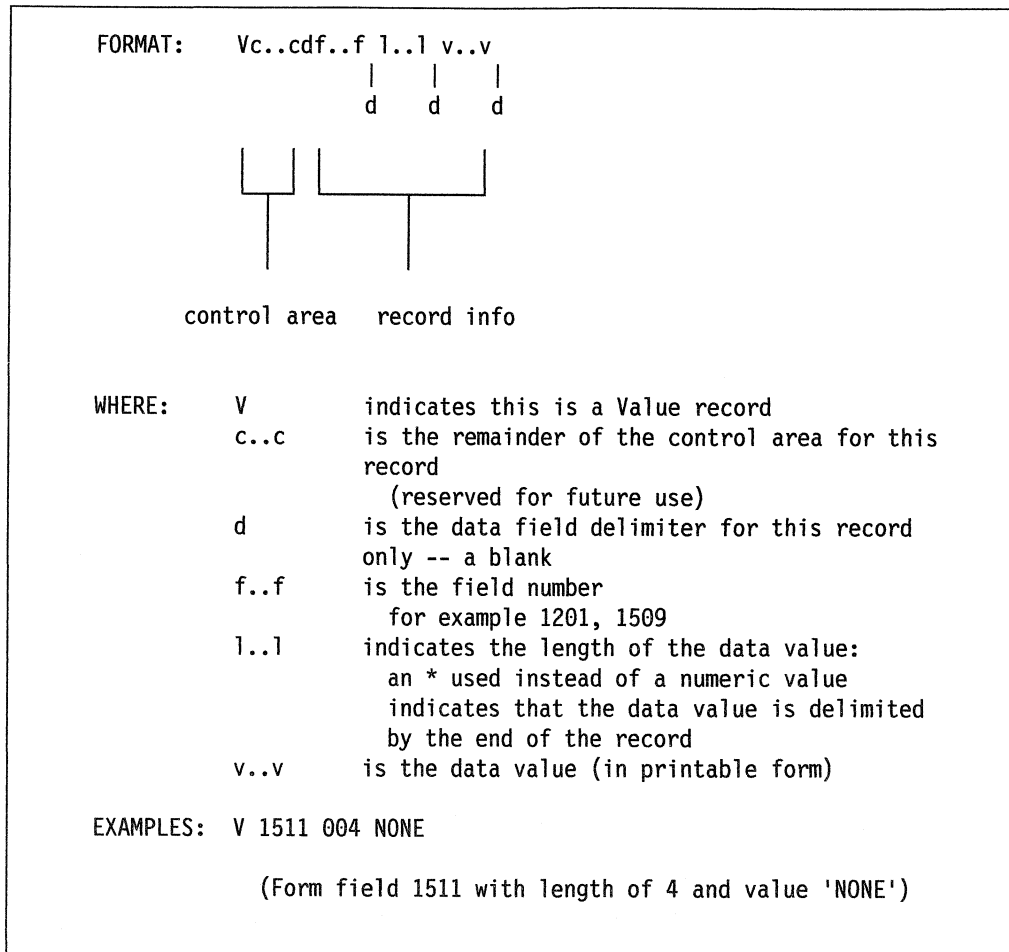 FORMAT: Vc..cdf..f l..l v..v
d d d
control area record info
WHERE: V indicates this is a Value record
c..c is the remainder of the control area for this
record
(reserved for future use)
d is the data field delimiter for this record
only -- a blank
f..f is the field number
for example 1201, 1509
l..l indicates the length of the data value:
an * used instead of a numeric value
indicates that the data value is delimited
by the end of the record
v..v is the data value (in printable form)
EXAMPLES: V 1511 004 NONE
(Form field 1511 with length of 4 and value 'NONE')